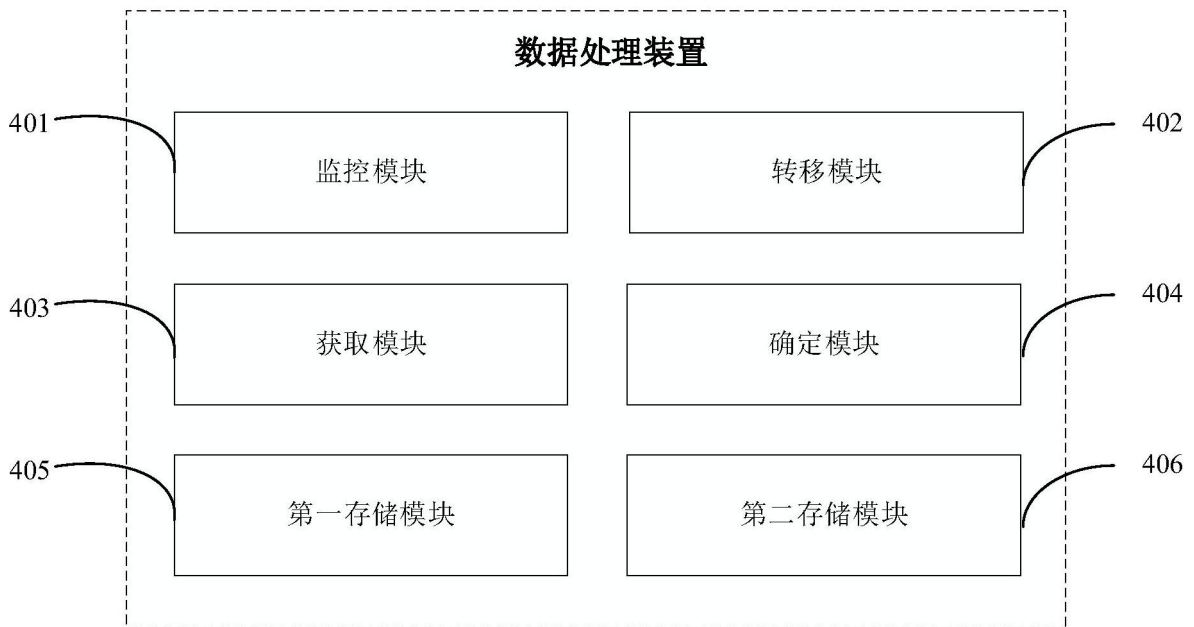 数据处理装置
401
监控模块
转移模块
402
403
获取模块
确定模块
404
405
第一存储模块
第二存储模块
406